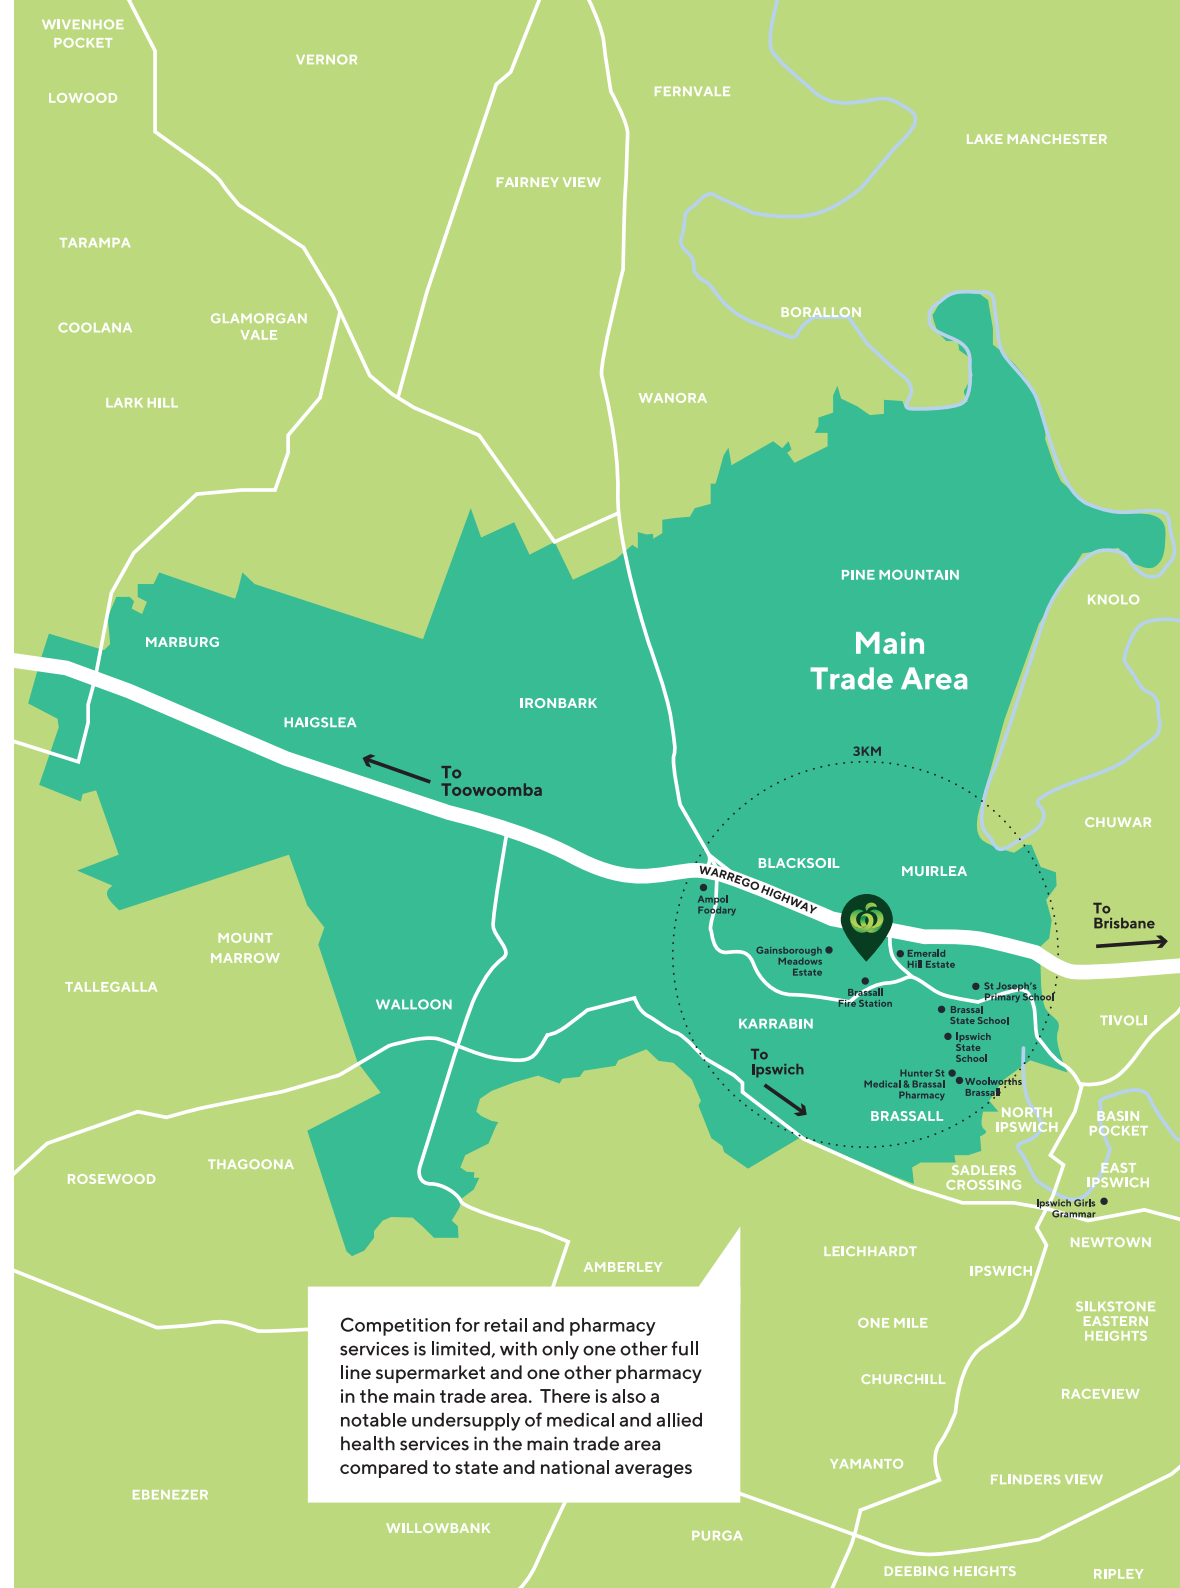 WIVENHOE
POCKET
VERNOR
LOWOOD
FERNVALE
LAKE MANCHESTER
FAIRNEY VIEW
TARAMPA
COOLANA
GLAMORGAN
VALE
BORALLON
LARK HILL
WANORA
PINE MOUNTAIN
KNOLO
MARBURG
Main
Trade Area
IRONBARK
HAIGSLEA
3KM
To
Toowoomba
CHUWAR
BLACKSOIL
MUIRLEA
WARREGO HIGHWAY
Ampol
Foodary
To
Brisbane
Gainsborough
Meadows
Estate
Emerald
Hill Estate
MOUNT
MARROW
TALLEGALLA
Brassall
Fire Station
St Joseph's
Primary School
WALLOON
KARRABIN
Brassal
State School
TIVOLI
Ipswich
State
School
To
Ipswich
Hunter St
Medical & Brassal
Pharmacy
Woolworths
Brassall
BRASSALL
NORTH
IPSWICH
BASIN
POCKET
THAGOONA
ROSEWOOD
SADLERS
CROSSING
EAST
IPSWICH
Ipswich Girls
Grammar
NEWTOWN
LEICHHARDT
AMBERLEY
IPSWICH
SILKSTONE
EASTERN
HEIGHTS
ONE MILE
CHURCHILL
RACEVIEW
Competition for retail and pharmacy
services is limited, with only one other full
line supermarket and one other pharmacy
in the main trade area.  There is also a
notable undersupply of medical and allied
health services in the main trade area
compared to state and national averages
YAMANTO
FLINDERS VIEW
EBENEZER
WILLOWBANK
PURGA
DEEBING HEIGHTS
RIPLEY